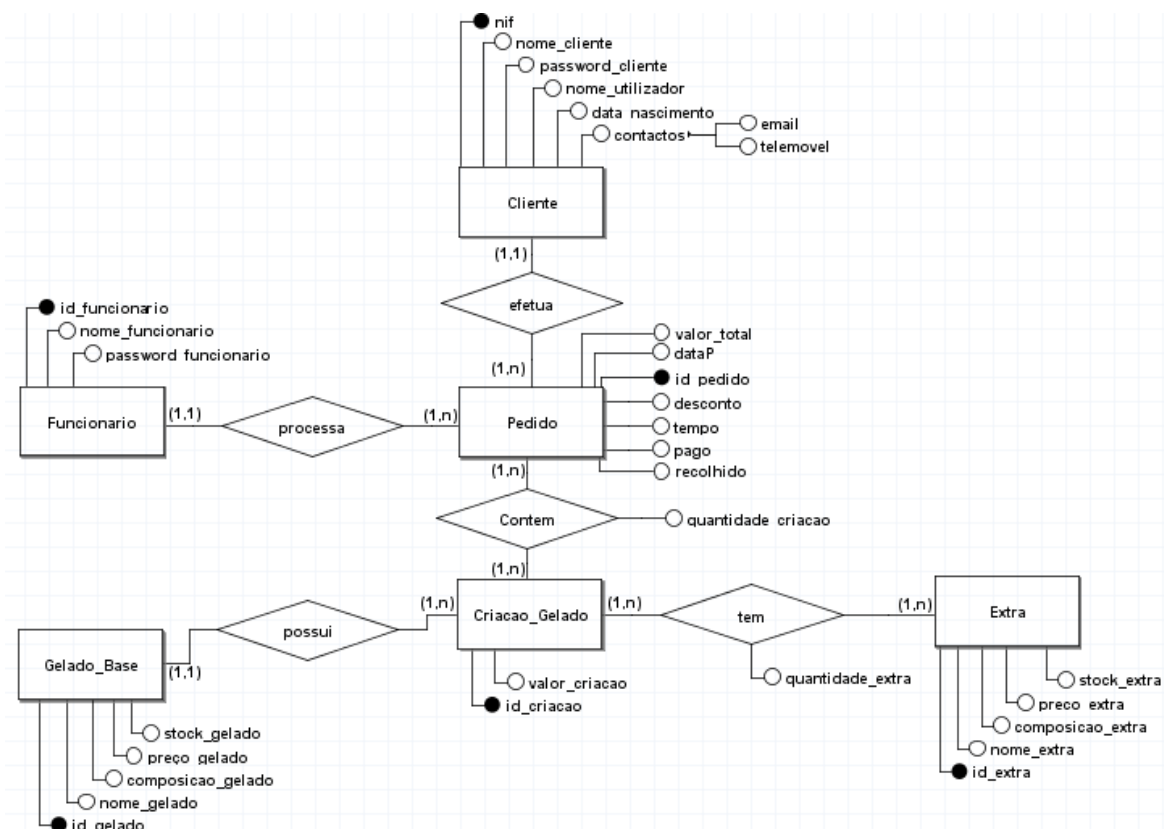 nif
nome_cliente
password_cliente
nome_utilizador
data nascimento
contactos
email
telemovel
Cliente
(1,1)
efetua
(1,n)
id_funcionario
nome_funcionario
password funcionario
Funcionario
(1,1)
processa
(1,n)
Pedido
valor_total
dataP
id pedido
desconto
tempo
pago
recolhido
(1,n)
Contem
quantidade criacao
(1,n)
Gelado_Base
(1,1)
possui
(1,n)
Criacao_Gelado
(1,n)
tem
(1,n)
Extra
quantidade_extra
valor_criacao
id_criacao
stock_extra
preco extra
composicao_extra
nome_extra
id_extra
stock_gelado
preço gelado
composicao_gelado
nome_gelado
id gelado